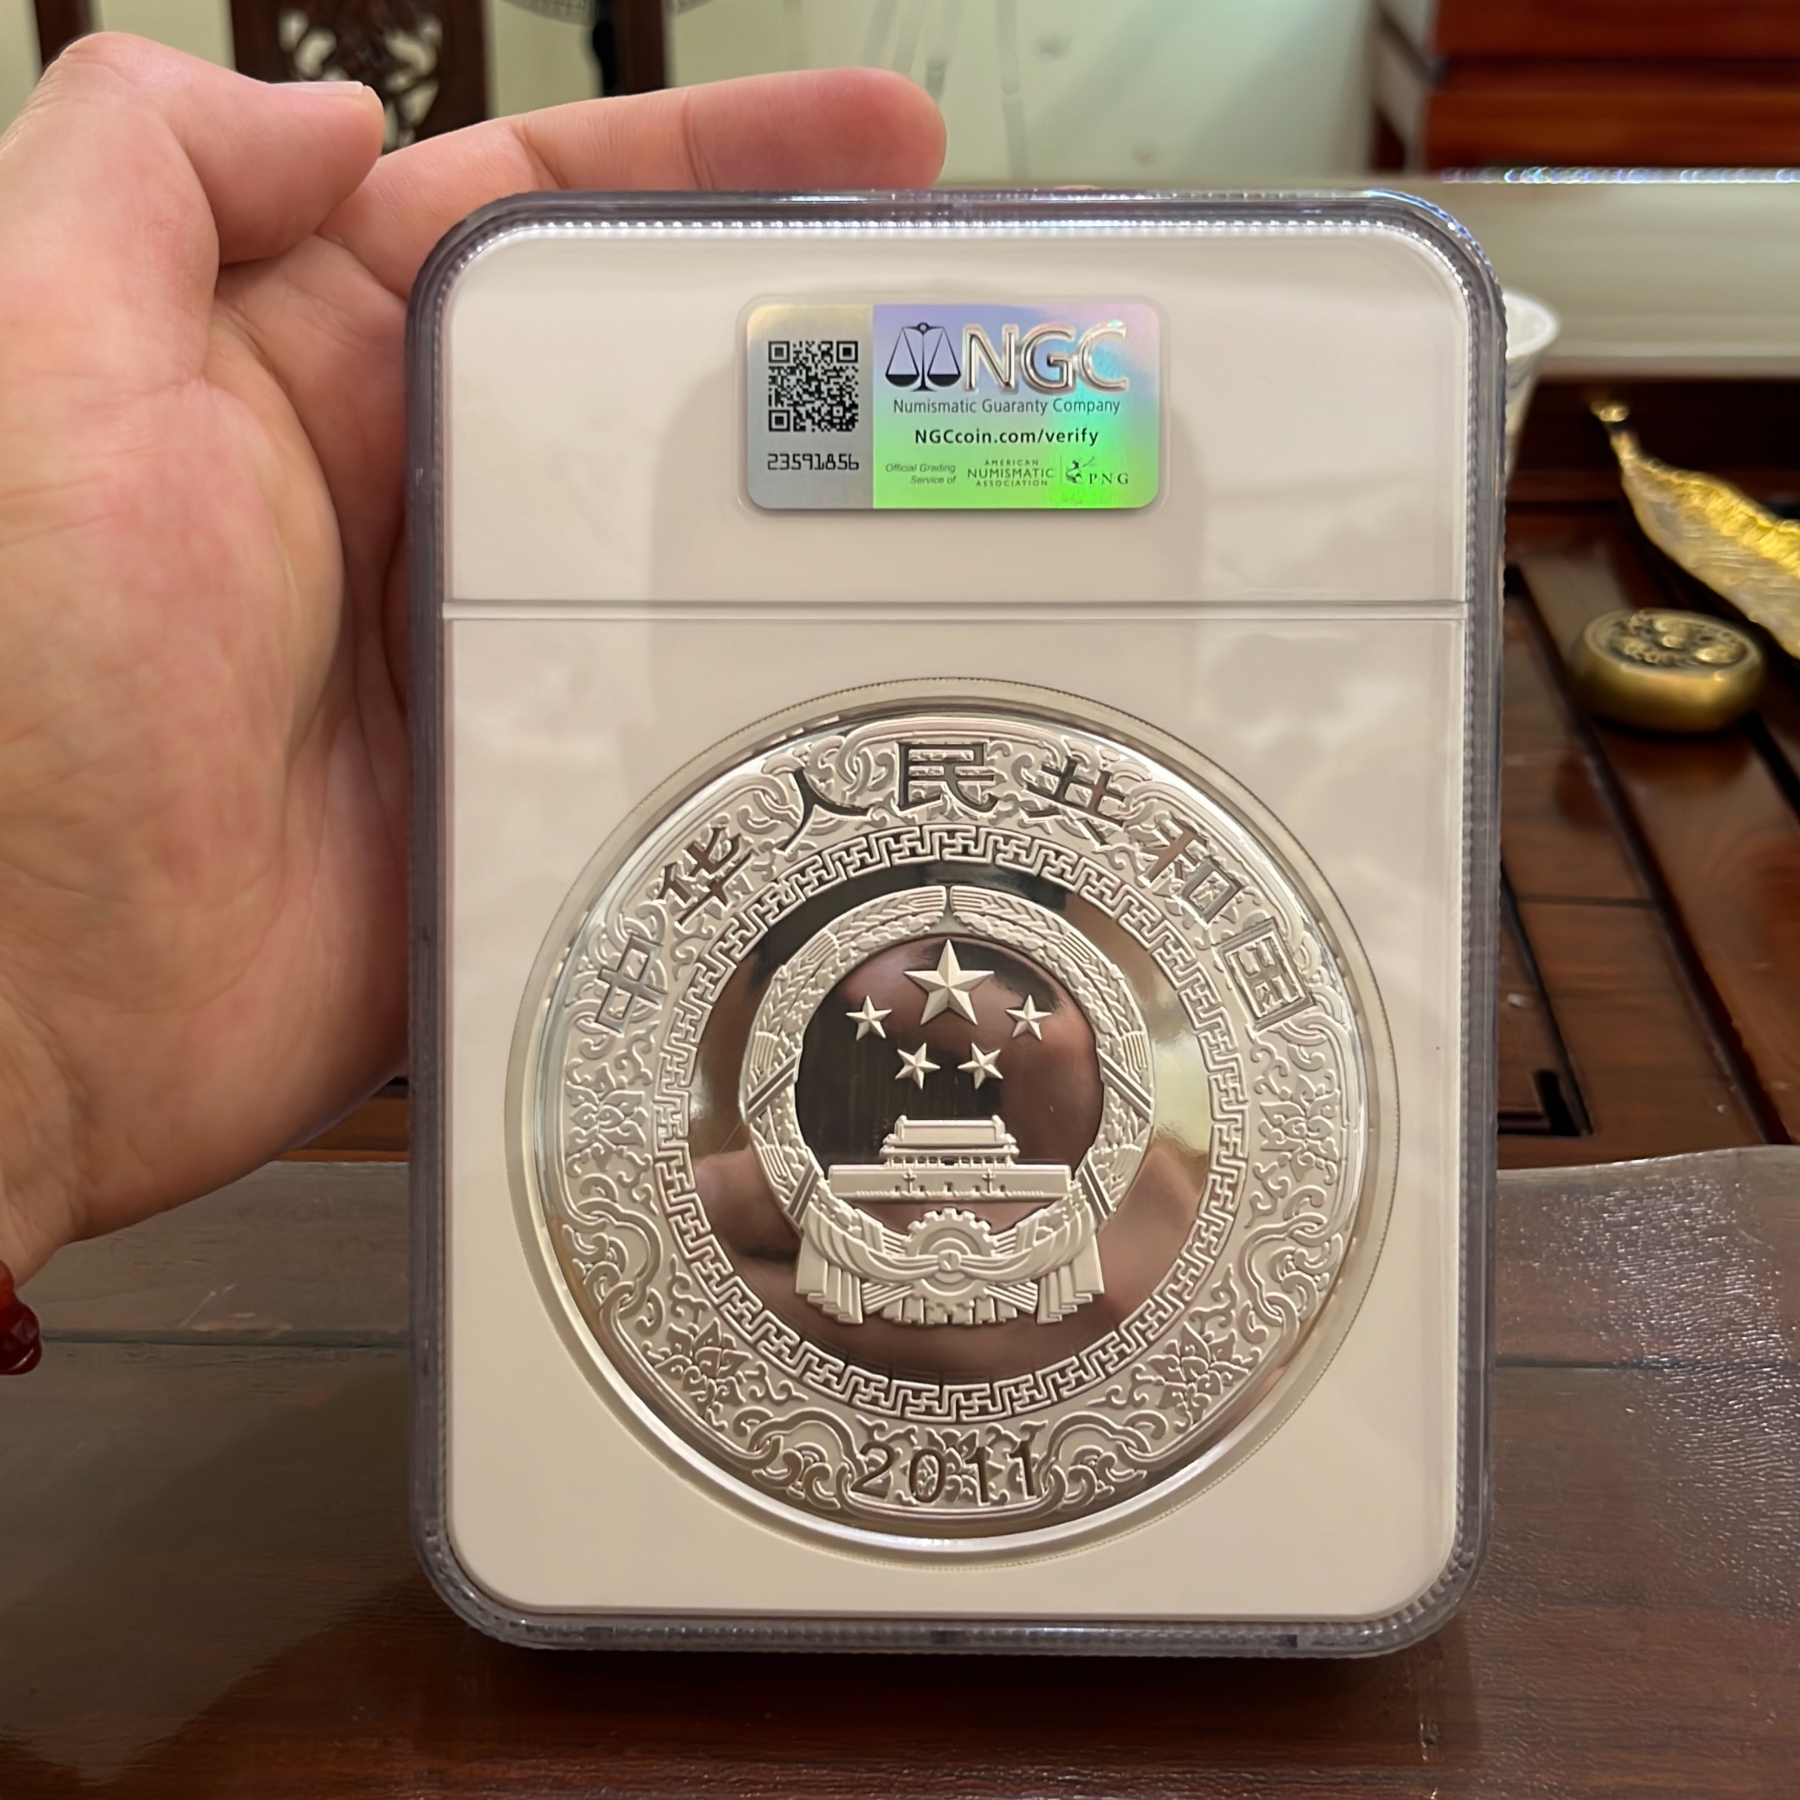 NGC
Numismatic Guaranty Company
NGCcoin.com/verify
23591856
Official Grading
Service of
AMERICAN
NUMISMATIC
ASSOCIATION
PNG
中华人民共和国
2011